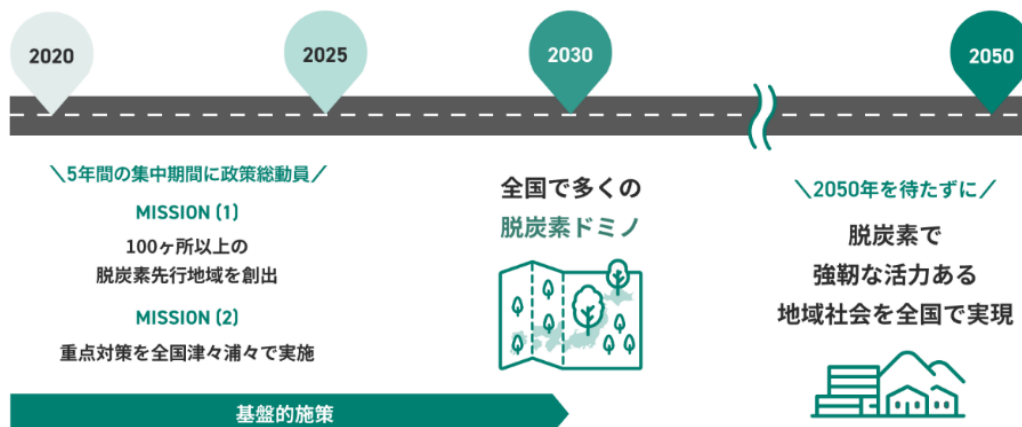 2020
2025
2030
2050
＼5年間の集中期間に政策総動員／
MISSION (1)
100ヶ所以上の
脱炭素先行地域を創出
MISSION (2)
重点対策を全国津々浦々で実施
基盤的施策
全国で多くの
脱炭素ドミノ
＼2050年を待たずに／
脱炭素で
強靭な活力ある
地域社会を全国で実現